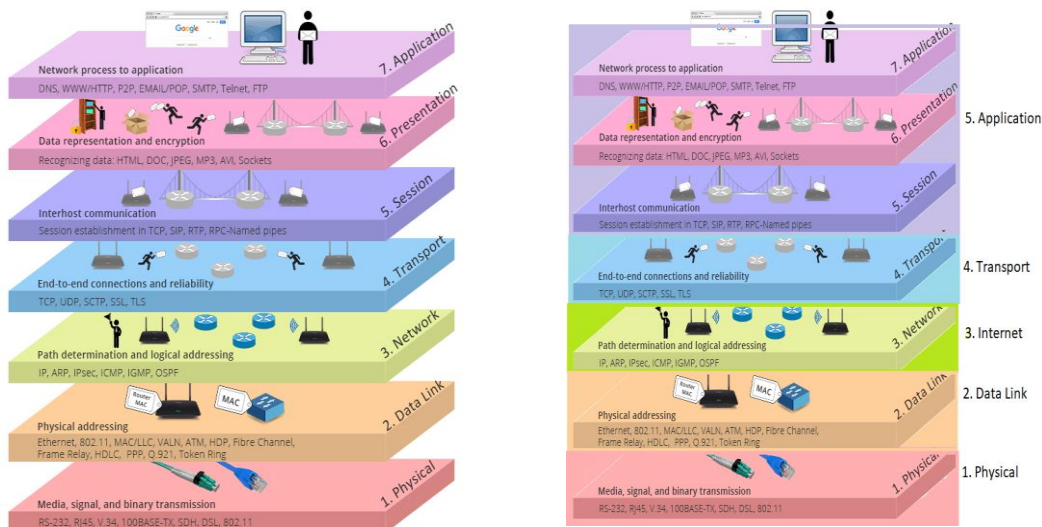 Google
7. Application
Network process to application
DNS, WWW/HTTP, P2P, EMAIL/POP, SMTP, Telnet, FTP
6. Presentation
Data representation and encryption
Recognizing data: HTML, DOC, JPEG, MP3, AVI, Sockets
5. Session
Interhost communication
Session establishment in TCP, SIP, RTP, RPC-Named pipes
4. Transport
End-to-end connections and reliability
TCP, UDP, SCTP, SSL, TLS
3. Network
Path determination and logical addressing
IP, ARP, IPsec, ICMP, IGMP, OSPF
Router
MAC
MAC
2. Data Link
Physical addressing
Ethernet, 802.11, MAC/LLC, VALN, ATM, HDP, Fibre Channel,
Frame Relay, HDLC, PPP, Q.921, Token Ring
1. Physical
Media, signal, and binary transmission
RS-232, RJ45, V.34, 100BASE-TX, SDH, DSL, 802.11
Google
7. Application
Network process to application
DNS, WWW/HTTP, P2P, EMAIL/POP, SMTP, Telnet, FTP
6. Presentation
Data representation and encryption
Recognizing data: HTML, DOC, JPEG, MP3, AVI, Sockets
5. Application
5. Session
Interhost communication
Session establishment in TCP, SIP, RTP, RPC-Named pipes
4. Transport
End-to-end connections and reliability
TCP, UDP, SCTP, SSL, TLS
4. Transport
3. Network
Path determination and logical addressing
IP, ARP, IPsec, ICMP, IGMP, OSPF
3. Internet
Router
MAC
MAC
2. Data Link
Physical addressing
Ethernet, 802.11, MAC/LLC, VALN, ATM, HDP, Fibre Channel,
Frame Relay, HDLC, PPP, Q.921, Token Ring
2. Data Link
1. Physical
Media, signal, and binary transmission
RS-232, RJ45, V.34, 100BASE-TX, SDH, DSL, 802.11
1. Physical